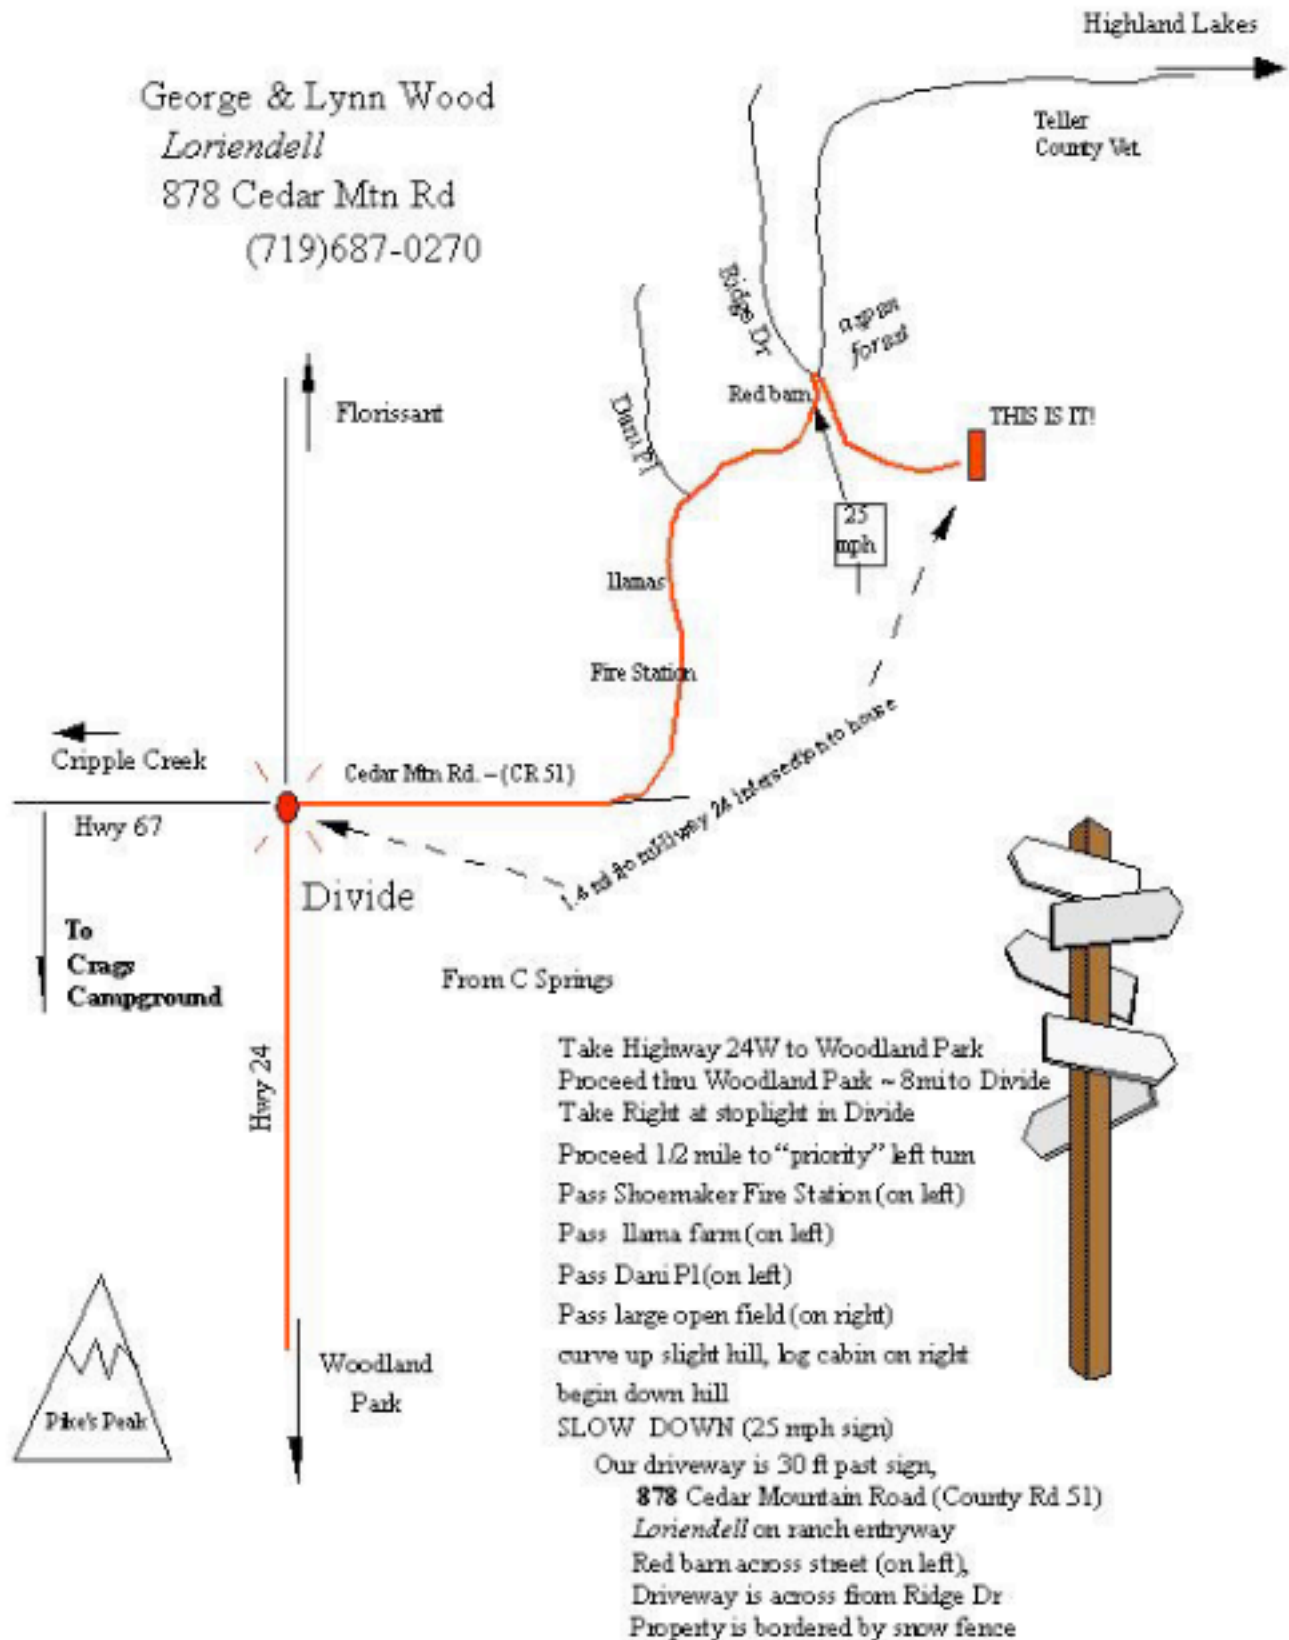 Highland Lakes
George & Lynn Wood
Loriendell
878 Cedar Mtn Rd
(719)687-0270
Teller
County Vet.
Ridge Dr
aspen
forest
Florissant
Red barn
THIS IS IT!
Dani Pl
25
mph
llamas
Fire Station
Cripple Creek
Cedar Mtn Rd. – (CR 51)
Hwy 67
Divide
To
Crags
Campground
From C Springs
Hwy 24
Take Highway 24W to Woodland Park
Proceed thru Woodland Park ~ 8mi to Divide
Take Right at stoplight in Divide
Proceed 1/2 mile to “priority” left turn
Pass Shoemaker Fire Station (on left)
Pass llama farm (on left)
Pass Dani Pl (on left)
Pass large open field (on right)
curve up slight hill, log cabin on right
begin down hill
SLOW DOWN (25 mph sign)
Our driveway is 30 ft past sign,
878 Cedar Mountain Road (County Rd 51)
Loriendell on ranch entryway
Red barn across street (on left),
Driveway is across from Ridge Dr
Property is bordered by snow fence
Woodland
Park
Pike's Peak
24 intersection to house